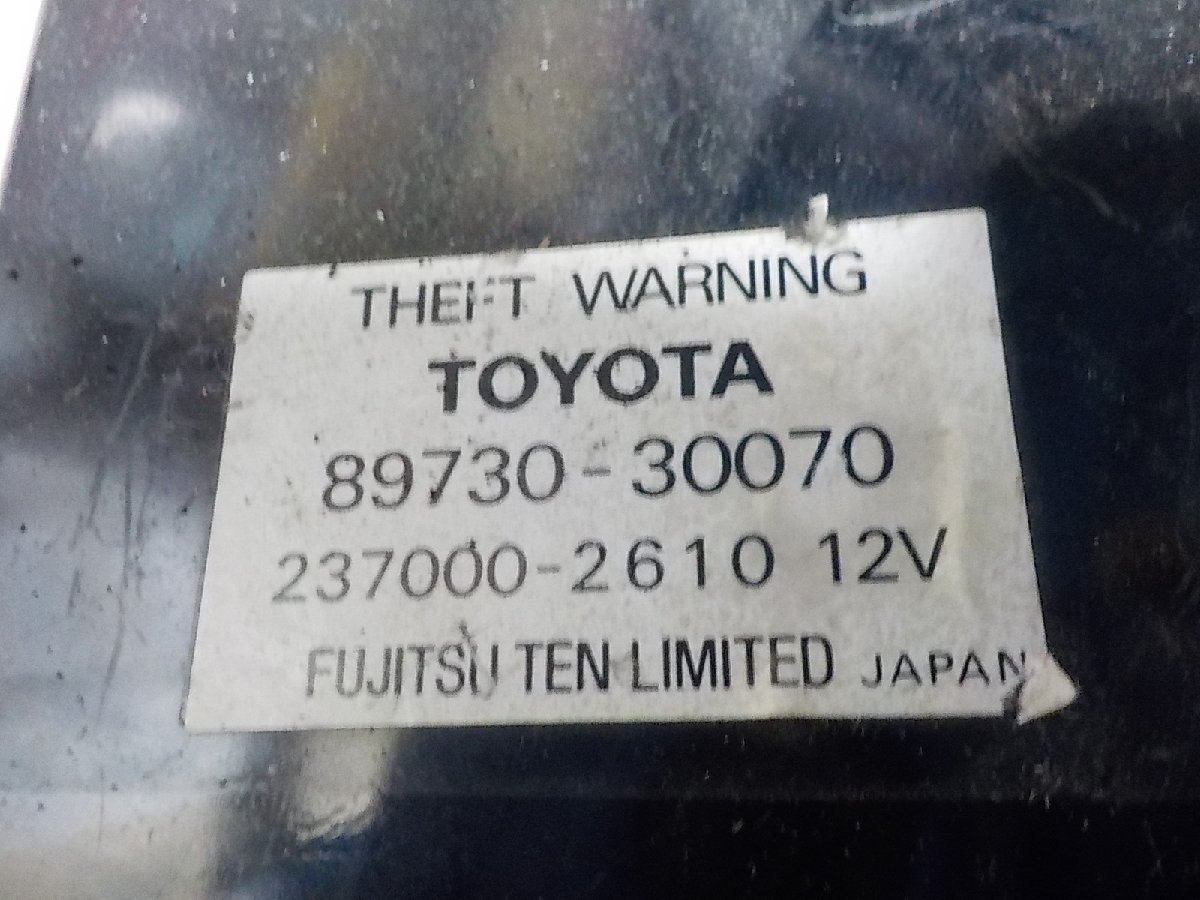 THEFT WARNING
TOYOTA
89730-30070
237000-2610 12V
FUJITSU TEN LIMITED JAPAN